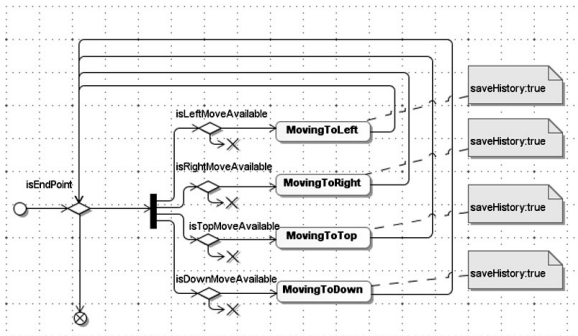 saveHistory:true
isLeftMoveAvailable
MovingToLeft
saveHistory:true
isRightMoveAvailable
isEndPoint
MovingToRight
saveHistory:true
isTopMoveAvailable
MovingToTop
saveHistory:true
isDownMoveAvailable
MovingToDown